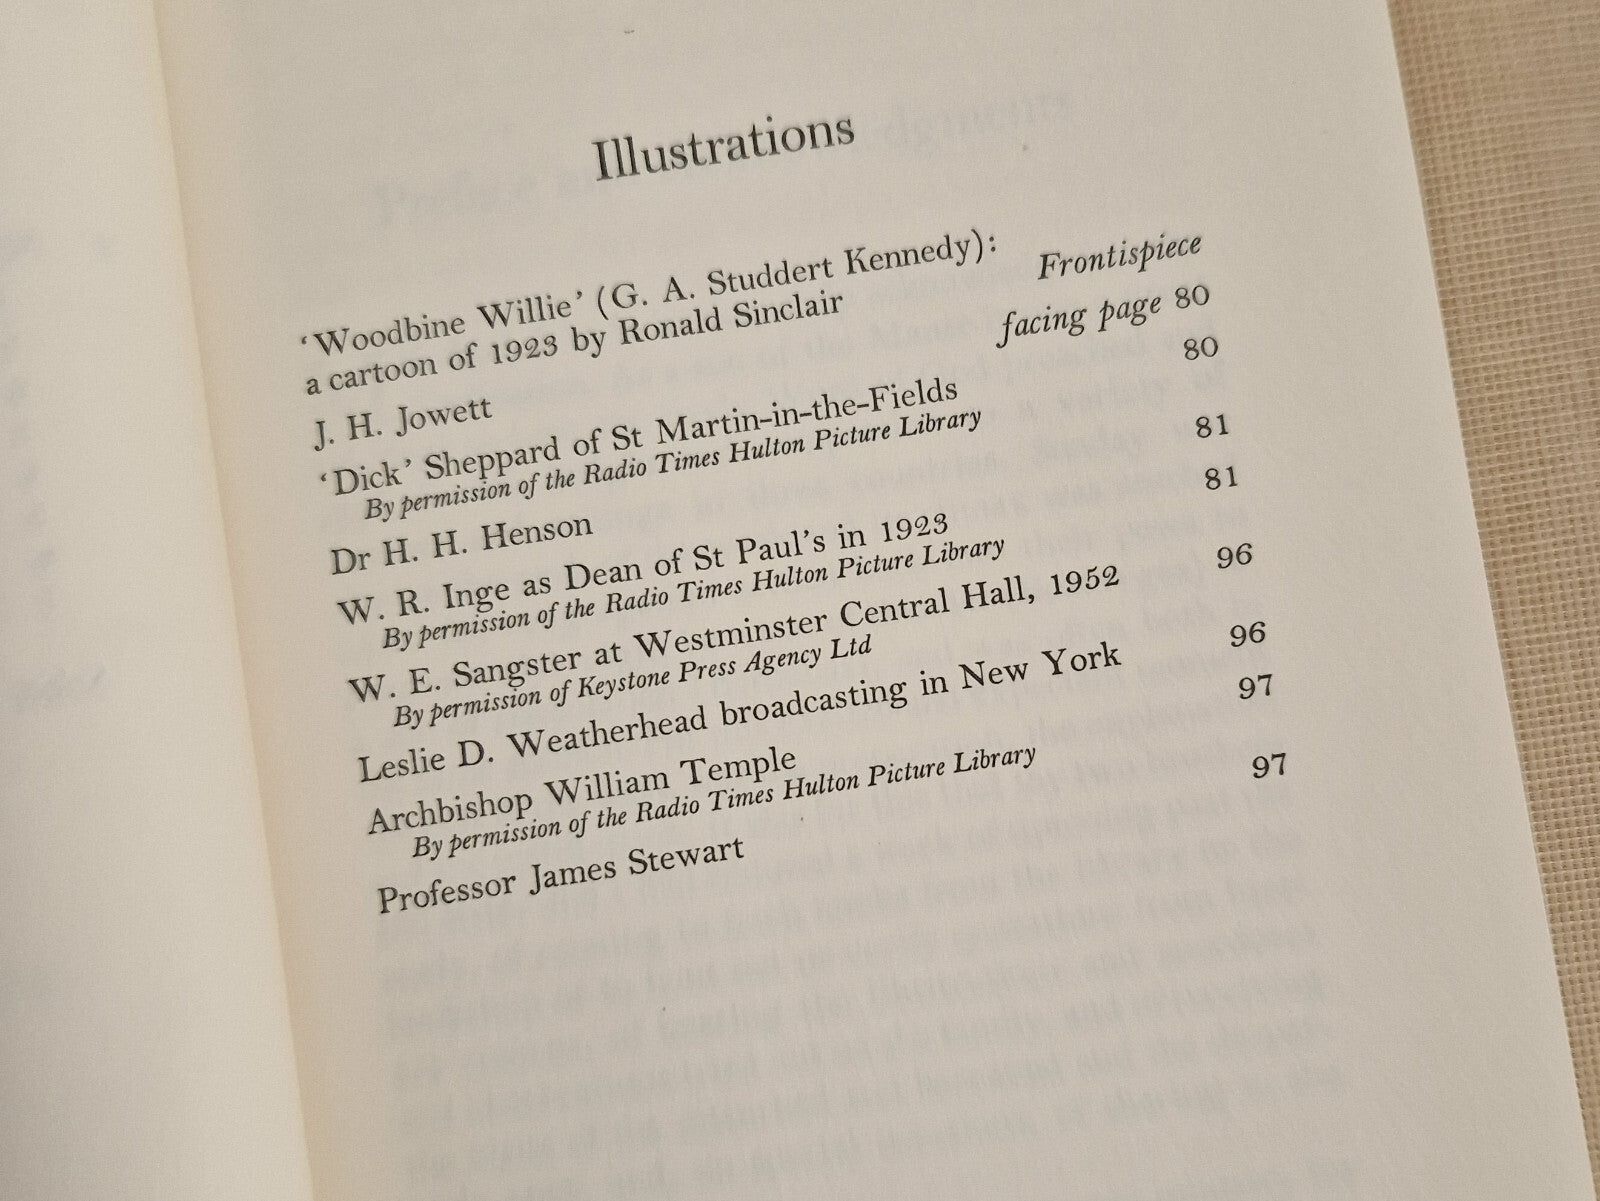 Illustrations
'Woodbine Willie' (G. A. Studdert Kennedy):
a cartoon of 1923 by Ronald Sinclair Frontispiece
J. H. Jowett facing page 80
'Dick' Sheppard of St Martin-in-the-Fields 80
By permission of the Radio Times Hulton Picture Library
Dr H. H. Henson 81
W. R. Inge as Dean of St Paul's in 1923 81
By permission of the Radio Times Hulton Picture Library
W. E. Sangster at Westminster Central Hall, 1952 96
By permission of Keystone Press Agency Ltd
Leslie D. Weatherhead broadcasting in New York 96
Archbishop William Temple 97
By permission of the Radio Times Hulton Picture Library
Professor James Stewart 97